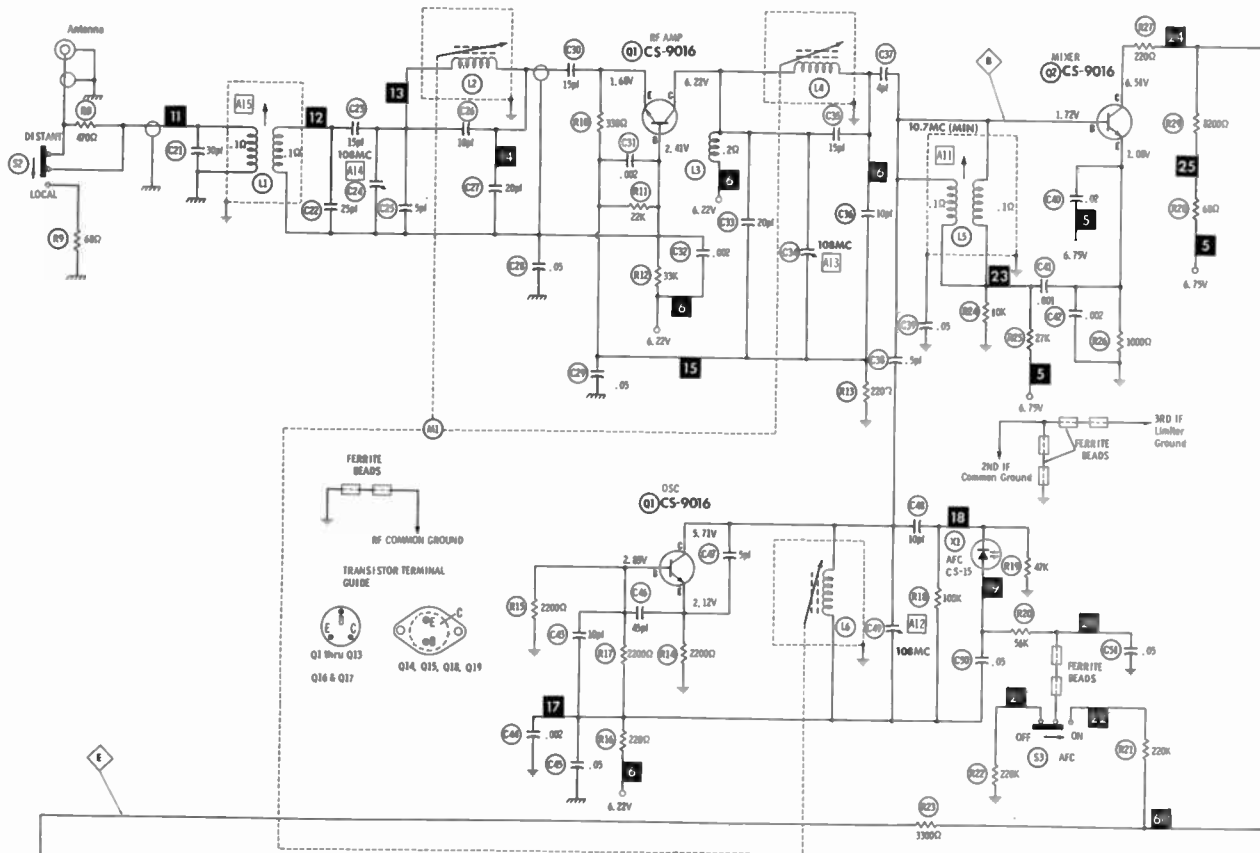 Antenna
R8
470Ω
DISTANT
S2
LOCAL
R9
68Ω
11
C21
30pf
A15
.1Ω
.1Ω
L1
12
C22
25pf
15pf
108MC
A14
C24
5pf
13
L2
C26
10pf
C27
20pf
C28
.05
C30
15pf
RF AMP
Q1 CS-9016
1.68V
6.22V
E
C
B
2.41V
R10
330Ω
C31
.002
R11
22K
R12
33K
C32
.002
6
6.22V
C29
.05
15
.2Ω
L3
6
6.22V
C33
20pf
C34
108MC
A13
L4
C35
15pf
6
C36
10pf
R13
220Ω
C37
4pf
B
MIXER
Q2 CS-9016
1.72V
B
C
E
6.54V
1.08V
R27
220Ω
24
R29
8200Ω
25
R28
68Ω
5
6.75V
10.7MC (MIN)
A11
.1Ω
.1Ω
L5
C40
.02
5
6.75V
23
C41
.001
C42
.002
R26
1000Ω
R24
10K
R25
27K
5
6.75V
C39
.05
C38
.5pf
M1
3RD IF
Limiter
Ground
FERRITE
BEADS
2ND IF
Common Ground
FERRITE
BEADS
RF COMMON GROUND
TRANSISTOR TERMINAL
GUIDE
E
C
Q1 thru Q13
Q16 & Q17
E
B
C
Q14, Q15, Q18, Q19
OSC
Q1 CS-9016
5.71V
C
B
E
2.89V
2.12V
C47
5pf
C46
45pf
R15
2200Ω
C43
10pf
R17
2200Ω
R14
2200Ω
17
C44
.002
C45
.05
R16
220Ω
6
6.22V
L6
C49
A12
108MC
C48
10pf
18
X1
AFC
CS-15
R18
100K
R19
47K
R20
56K
C50
.05
C51
.05
FERRITE
BEADS
OFF
ON
S3
AFC
R21
220K
R22
220K
R23
3300Ω
6
E